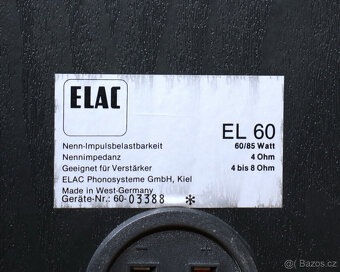 ELAC
EL 60
Nenn-Impulsbelastbarkeit 60/85 Watt
Nennimpedanz 4 Ohm
Geeignet für Verstärker 4 bis 8 Ohm
ELAC Phonosysteme GmbH, Kiel
Made in West-Germany
Geräte-Nr.: 60-03388 *
Bazos.cz